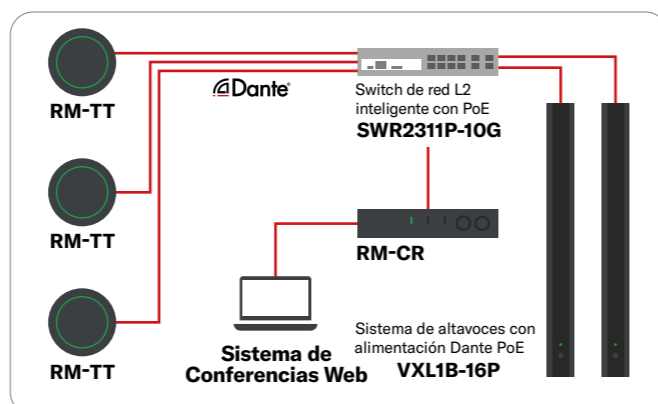 RM-TT
Dante®
Switch de red L2
inteligente con PoE
SWR2311P-10G
RM-TT
RM-CR
RM-TT
Sistema de
Conferencias Web
Sistema de altavoces con
alimentación Dante PoE
VXL1B-16P